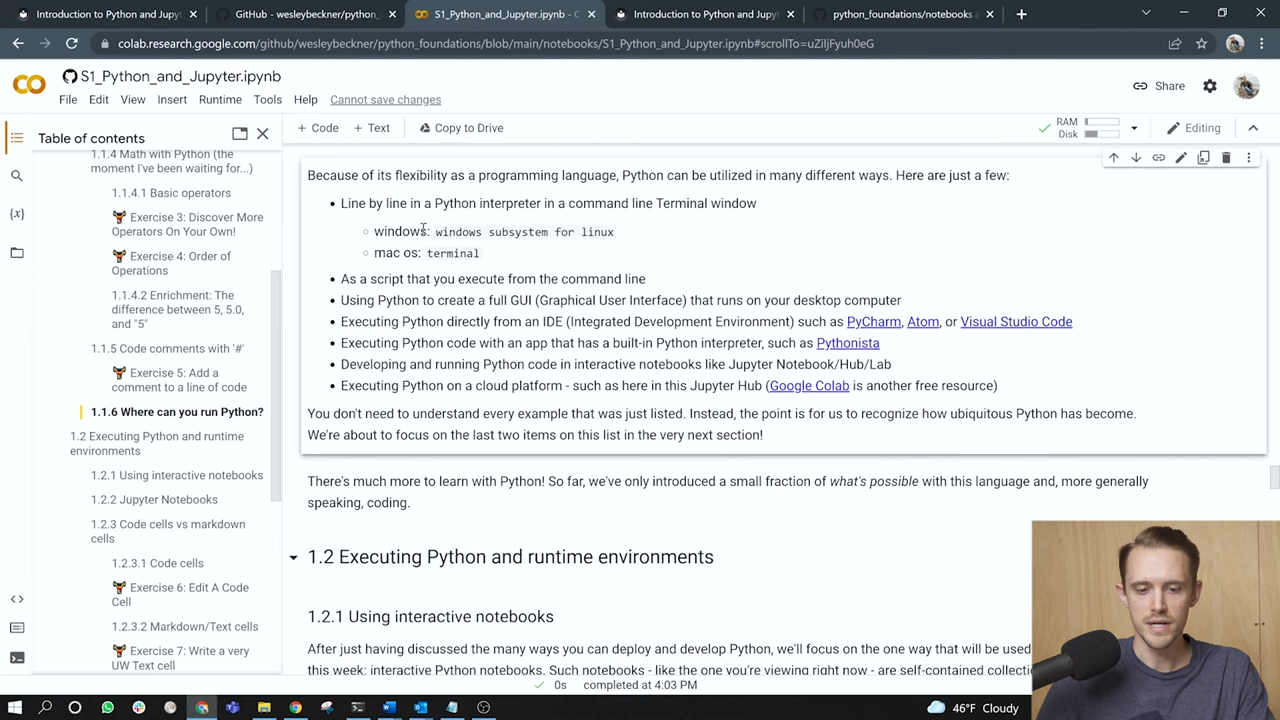 Introduction to Python and Jupyt
GitHub - wesleybeckner/python_
S1_Python_and_Jupyter.ipynb - C
Introduction to Python and Jupyt
python_foundations/notebooks a
colab.research.google.com/github/wesleybeckner/python_foundations/blob/main/notebooks/S1_Python_and_Jupyter.ipynb#scrollTo=uZiljFyuh0eG
S1_Python_and_Jupyter.ipynb
Share
File Edit View Insert Runtime Tools Help Cannot save changes
Table of contents
+ Code + Text Copy to Drive
RAM
Disk
Editing
1.1.4 Math with Python (the
moment I've been waiting for...)
1.1.4.1 Basic operators
Exercise 3: Discover More
Operators On Your Own!
Exercise 4: Order of
Operations
1.1.4.2 Enrichment: The
difference between 5, 5.0,
and "5"
1.1.5 Code comments with '#'
Exercise 5: Add a
comment to a line of code
1.1.6 Where can you run Python?
1.2 Executing Python and runtime
environments
1.2.1 Using interactive notebooks
1.2.2 Jupyter Notebooks
1.2.3 Code cells vs markdown
cells
1.2.3.1 Code cells
Exercise 6: Edit A Code
Cell
1.2.3.2 Markdown/Text cells
Exercise 7: Write a very
UW Text cell
{x}
<>
Because of its flexibility as a programming language, Python can be utilized in many different ways. Here are just a few:
• Line by line in a Python interpreter in a command line Terminal window
○ windows: windows subsystem for linux
○ mac os: terminal
• As a script that you execute from the command line
• Using Python to create a full GUI (Graphical User Interface) that runs on your desktop computer
• Executing Python directly from an IDE (Integrated Development Environment) such as PyCharm, Atom, or Visual Studio Code
• Executing Python code with an app that has a built-in Python interpreter, such as Pythonista
• Developing and running Python code in interactive notebooks like Jupyter Notebook/Hub/Lab
• Executing Python on a cloud platform - such as here in this Jupyter Hub (Google Colab is another free resource)
You don't need to understand every example that was just listed. Instead, the point is for us to recognize how ubiquitous Python has become.
We're about to focus on the last two items on this list in the very next section!
There's much more to learn with Python! So far, we've only introduced a small fraction of what's possible with this language and, more generally
speaking, coding.
1.2 Executing Python and runtime environments
1.2.1 Using interactive notebooks
After just having discussed the many ways you can deploy and develop Python, we'll focus on the one way that will be used
this week: interactive Python notebooks. Such notebooks - like the one you're viewing right now - are self-contained collectio
0s completed at 4:03 PM
46°F Cloudy